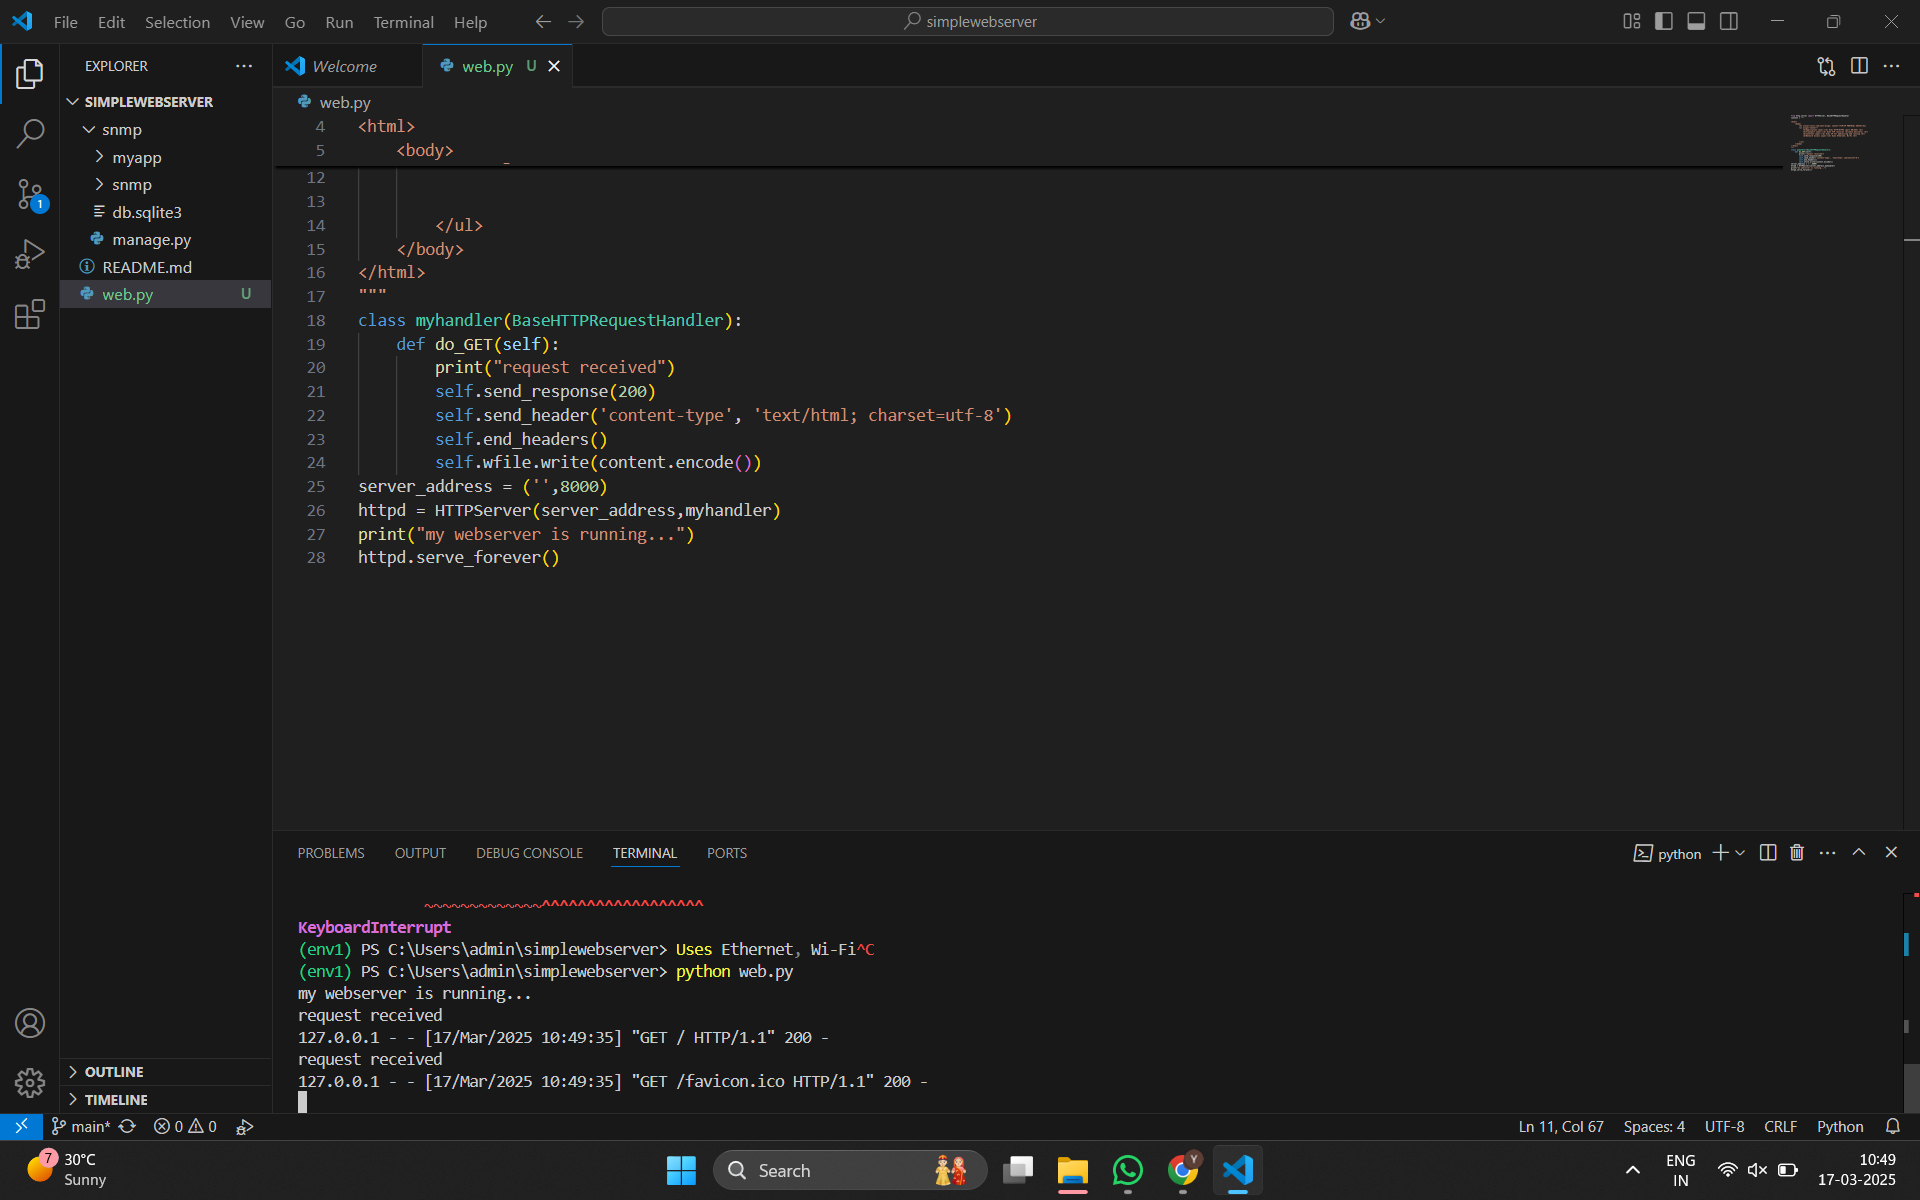 File Edit Selection View Go Run Terminal Help
simplewebserver
EXPLORER
SIMPLEWEBSERVER
snmp
myapp
snmp
db.sqlite3
manage.py
README.md
web.py U
OUTLINE
TIMELINE
Welcome
web.py U
web.py
4 <html>
5 <body>
12
13
14 </ul>
15 </body>
16 </html>
17 """
18 class myhandler(BaseHTTPRequestHandler):
19 def do_GET(self):
20 print("request received")
21 self.send_response(200)
22 self.send_header('content-type', 'text/html; charset=utf-8')
23 self.end_headers()
24 self.wfile.write(content.encode())
25 server_address = ('',8000)
26 httpd = HTTPServer(server_address,myhandler)
27 print("my webserver is running...")
28 httpd.serve_forever()
PROBLEMS OUTPUT DEBUG CONSOLE TERMINAL PORTS
python
~~~~~~~~~~~~~^^^^^^^^^^^^^^^^^^
KeyboardInterrupt
(env1) PS C:\Users\admin\simplewebserver> Uses Ethernet, Wi-Fi^C
(env1) PS C:\Users\admin\simplewebserver> python web.py
my webserver is running...
request received
127.0.0.1 - - [17/Mar/2025 10:49:35] "GET / HTTP/1.1" 200 -
request received
127.0.0.1 - - [17/Mar/2025 10:49:35] "GET /favicon.ico HTTP/1.1" 200 -
1
main* 0 0
Ln 11, Col 67 Spaces: 4 UTF-8 CRLF Python
7
30°C
Sunny
Search
Y
ENG
IN
10:49
17-03-2025